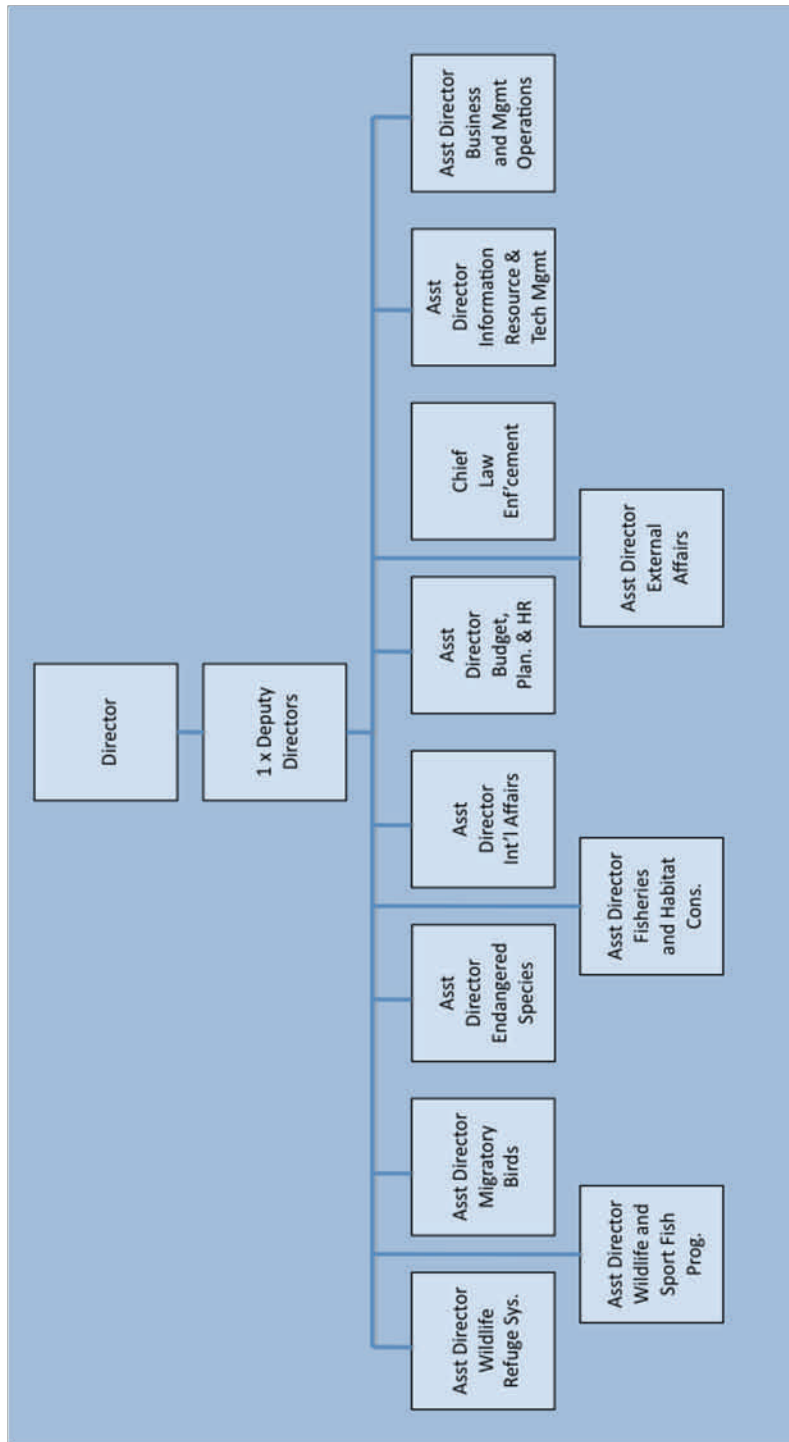 Director
1 x Deputy
Directors
Asst Director
Wildlife
Refuge Sys.
Asst Director
Migratory
Birds
Asst
Director
Endangered
Species
Asst
Director
Int'l Affairs
Asst
Director
Budget,
Plan. & HR
Chief
Law
Enf'cement
Asst
Director
Information
Resource &
Tech Mgmt
Asst Director
Business
and Mgmt
Operations
Asst Director
Wildlife and
Sport Fish
Prog.
Asst Director
Fisheries
and Habitat
Cons.
Asst Director
External
Affairs